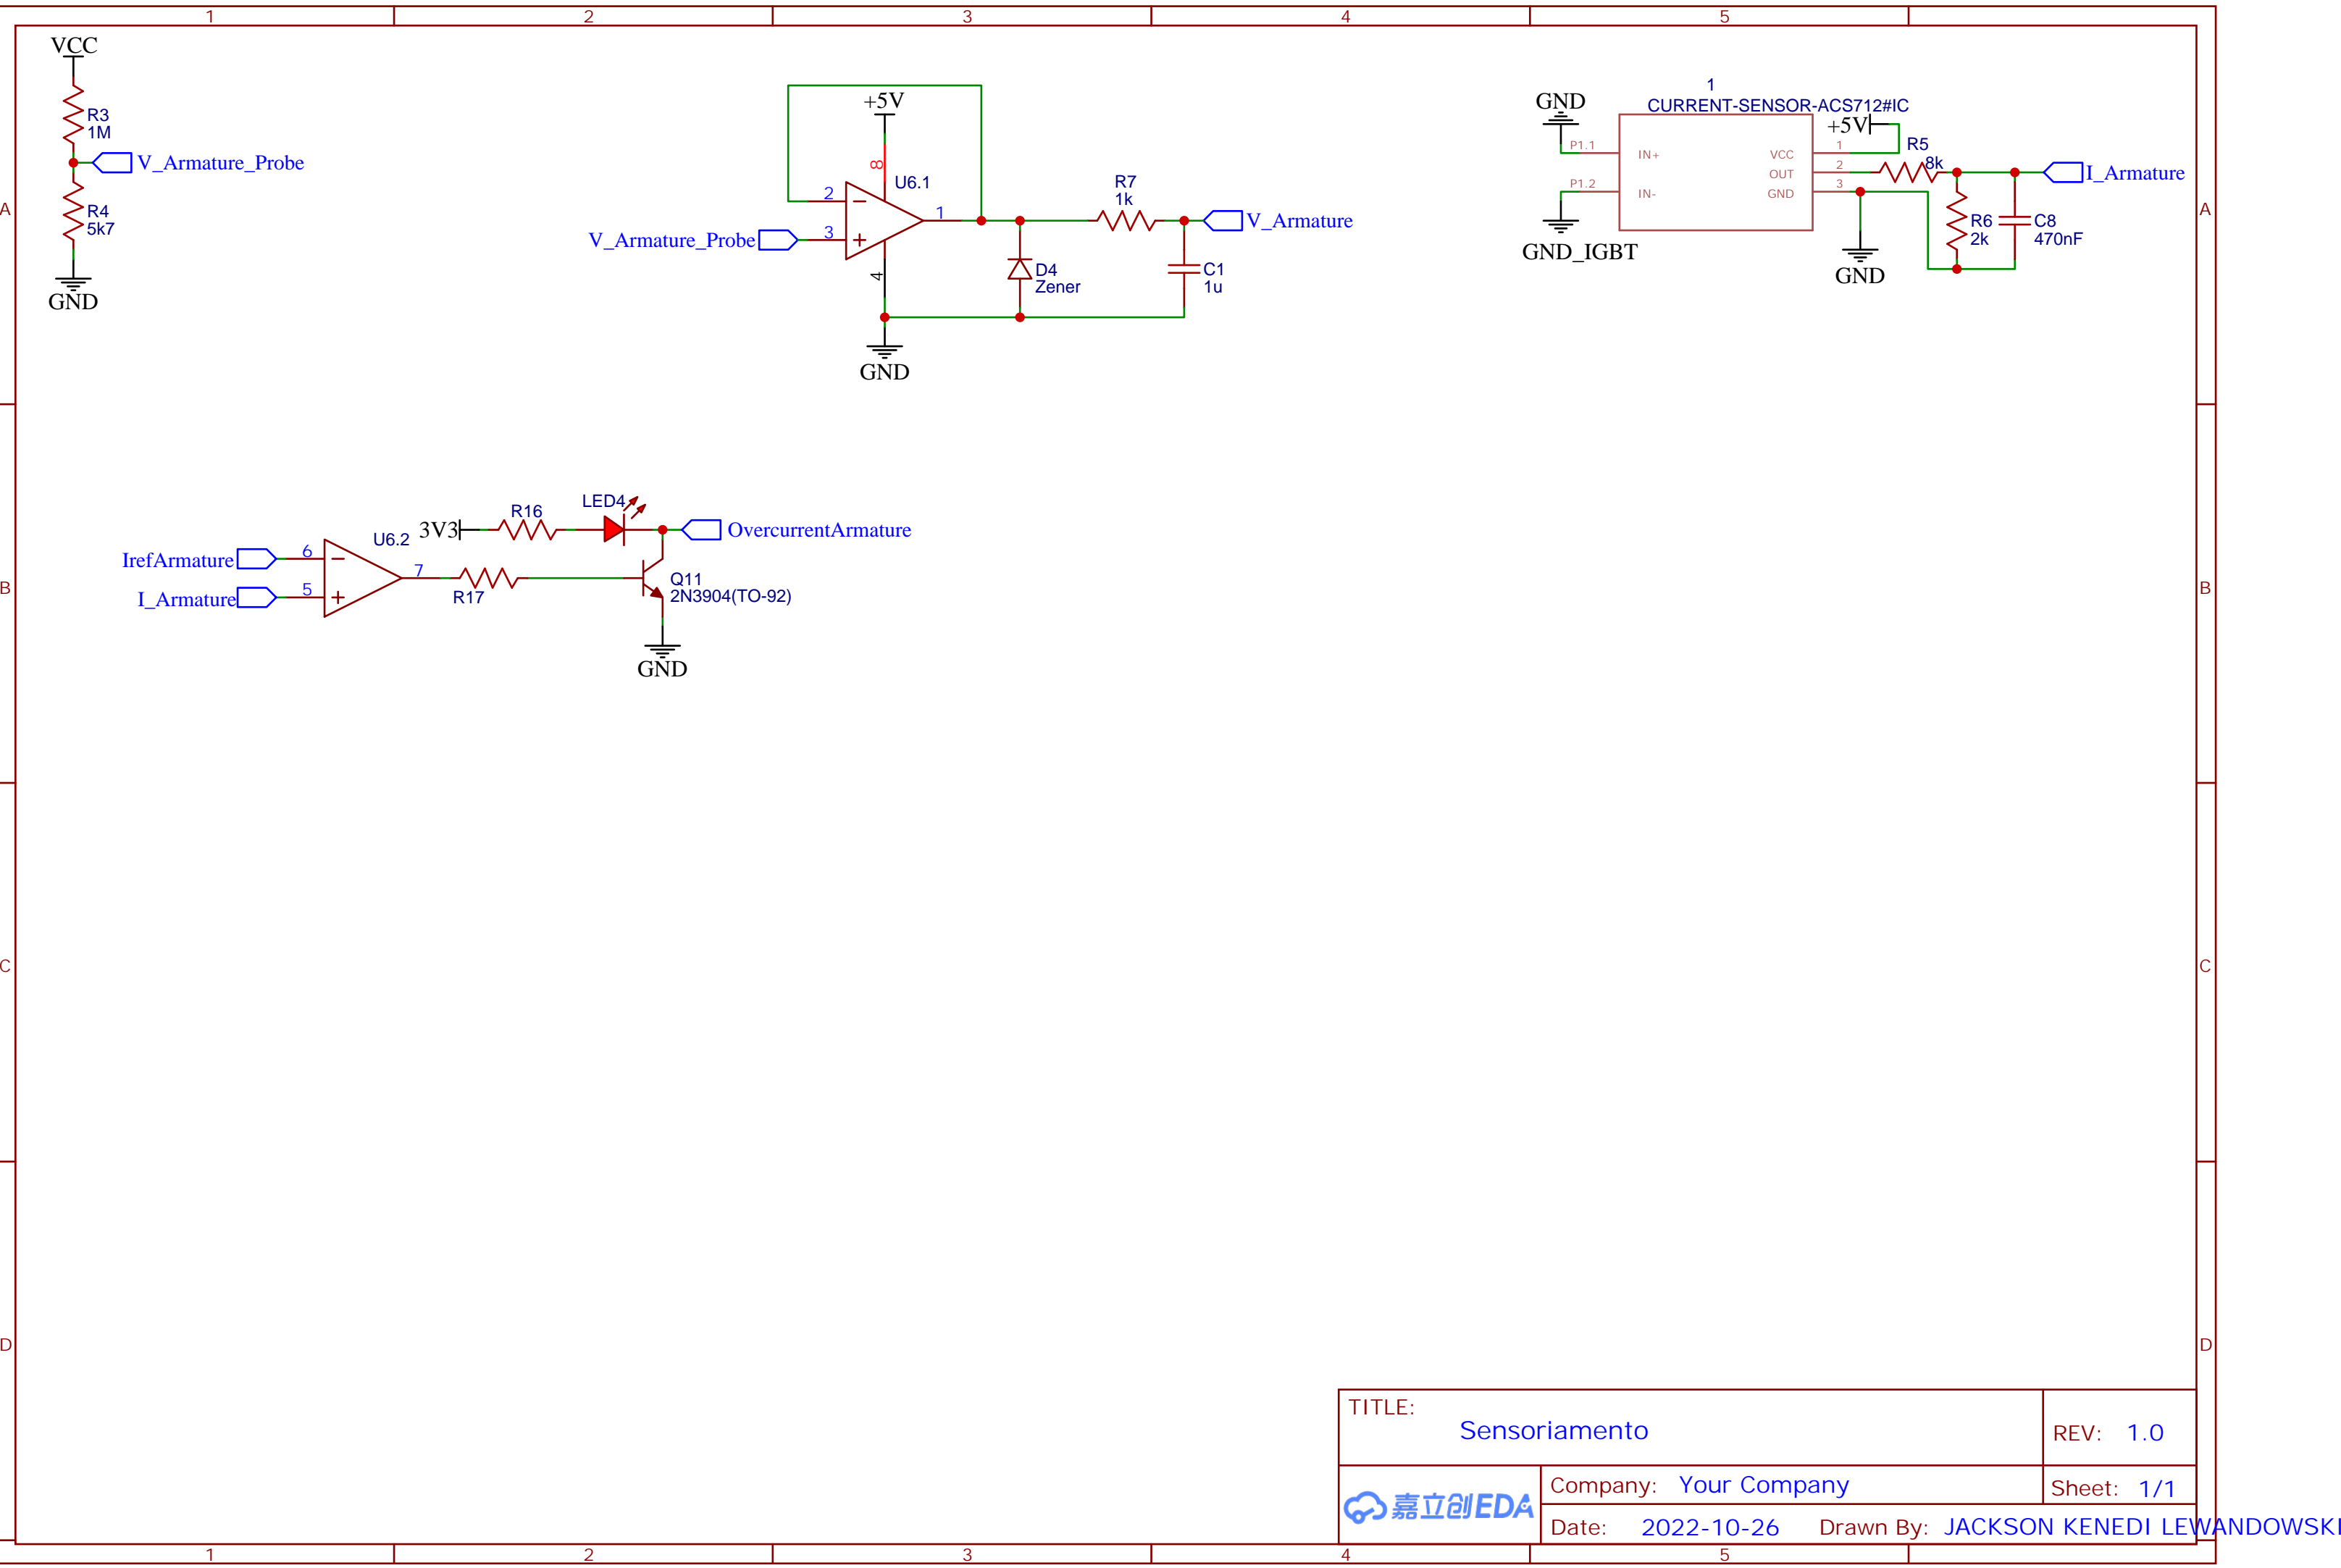 1 2 3 4 5
VCC
R3
1M
V_Armature_Probe
R4
5k7
GND
+5V
8
U6.1
2
3
1
4
V_Armature_Probe
GND
D4
Zener
R7
1k
C1
1u
V_Armature
1
CURRENT-SENSOR-ACS712#IC
GND
P1.1
IN+
P1.2
IN-
GND_IGBT
VCC
OUT
GND
1
2
3
+5V
R5
8k
I_Armature
R6
2k
C8
470nF
GND
A
A
IrefArmature
I_Armature
6
5
U6.2
7
3V3
R16
LED4
OvercurrentArmature
R17
Q11
2N3904(TO-92)
GND
B
B
C
C
D
D
TITLE:
Sensoriamento
REV: 1.0
嘉立创EDA
Company: Your Company
Sheet: 1/1
Date: 2022-10-26 Drawn By: JACKSON KENEDI LEWANDOWSKI
1 2 3 4 5